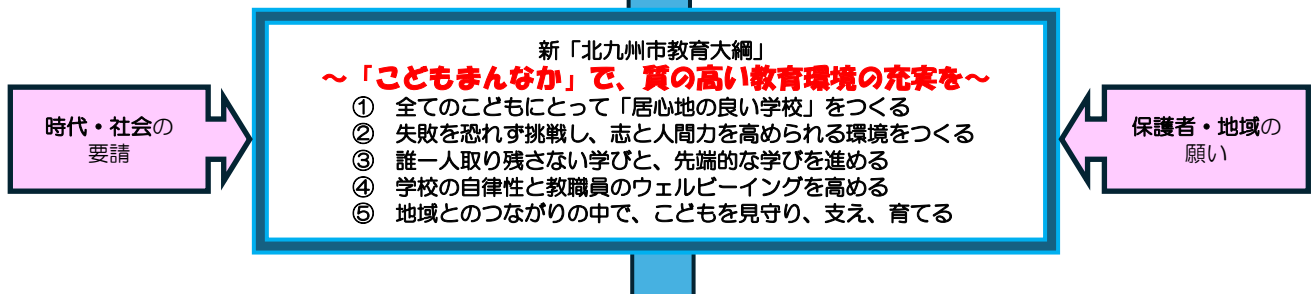 新「北九州市教育大綱」
～「こどもまんなか」で、質の高い教育環境の充実を～
① 全てのこどもにとって「居心地の良い学校」をつくる
② 失敗を恐れず挑戦し、志と人間力を高められる環境をつくる
③ 誰一人取り残さない学びと、先端的な学びを進める
④ 学校の自律性と教職員のウェルビーイングを高める
⑤ 地域とのつながりの中で、こどもを見守り、支え、育てる
時代・社会の
要請
保護者・地域の
願い